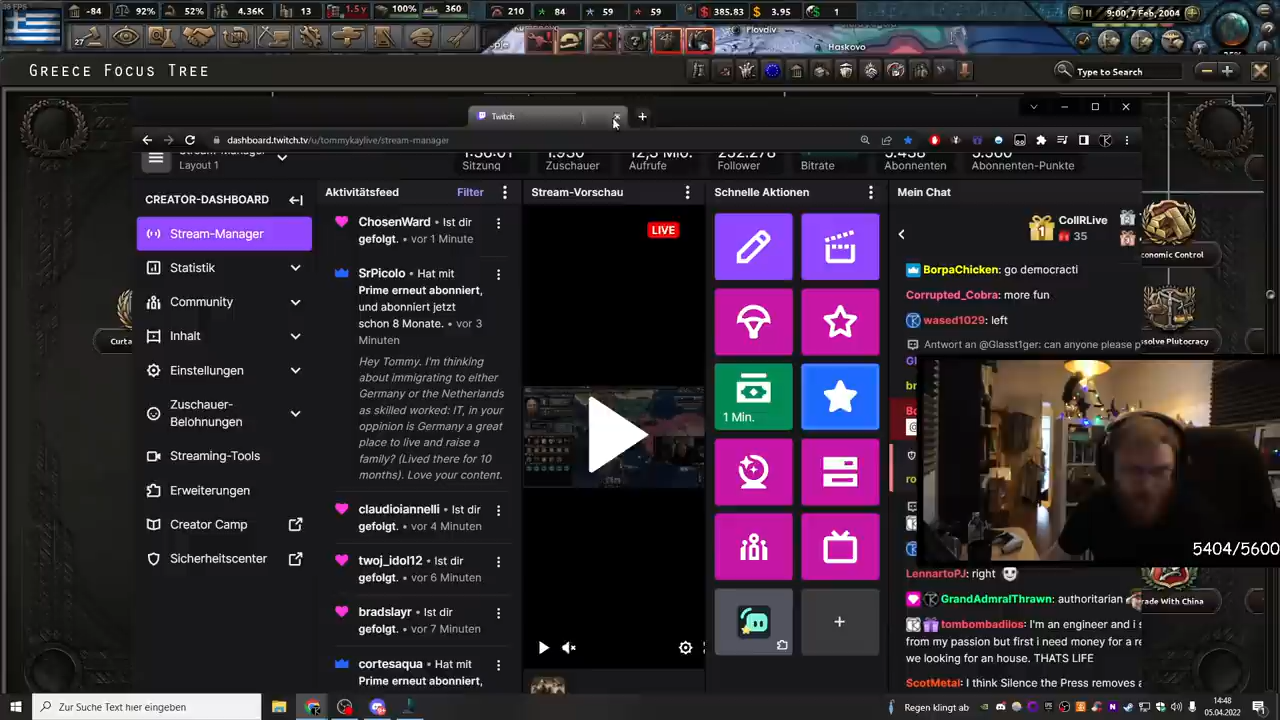 -84
92%
52%
4.36K
13
1.5y
100%
360
210
84
59
59
$385.83
$3.95
1
9:00, 7 Feb, 2004
27
Plovdiv
Haskovo
GREECE FOCUS TREE
Type to Search
Twitch
dashboard.twitch.tv/u/tommykaylive/stream-manager
Layout 1
Sitzung
Zuschauer
Aufrufe
Follower
Bitrate
Abonnenten
Abonnenten-Punkte
CREATOR-DASHBOARD
Stream-Manager
Statistik
Community
Inhalt
Einstellungen
Zuschauer-
Belohnungen
Streaming-Tools
Erweiterungen
Creator Camp
Sicherheitscenter
Aktivitätsfeed
Filter
ChosenWard • Ist dir
gefolgt. • vor 1 Minute
SrPicolo • Hat mit
Prime erneut abonniert,
und abonniert jetzt
schon 8 Monate. • vor 3
Minuten
Hey Tommy. I'm thinking
about immigrating to either
Germany or the Netherlands
as skilled worked: IT, in your
oppinion is Germany a great
place to live and raise a
family? (Lived there for 10
months). Love your content.
claudioiannelli • Ist dir
gefolgt. • vor 4 Minuten
twoj_idol12 • Ist dir
gefolgt. • vor 6 Minuten
bradslayr • Ist dir
gefolgt. • vor 7 Minuten
cortesaqua • Hat mit
Prime erneut abonniert,
Stream-Vorschau
LIVE
Schnelle Aktionen
1 Min.
Mein Chat
1
CollRLive
35
BorpaChicken: go democracti
Corrupted_Cobra: more fun
wased1029: left
Antwort an @Glasst1ger: can anyone please p
LennartoPJ: right
GrandAdmralThrawn: authoritarian
tombombadilos: I'm an engineer and i
from my passion but first i need money for a re
we looking for an house. THATS LIFE
ScotMetal: I think Silence the Press removes a
5404/5600
conomic Control
ssolve Plutocracy
rade With China
Curta
Zur Suche Text hier eingeben
Regen klingt ab
14:48
05.04.2022